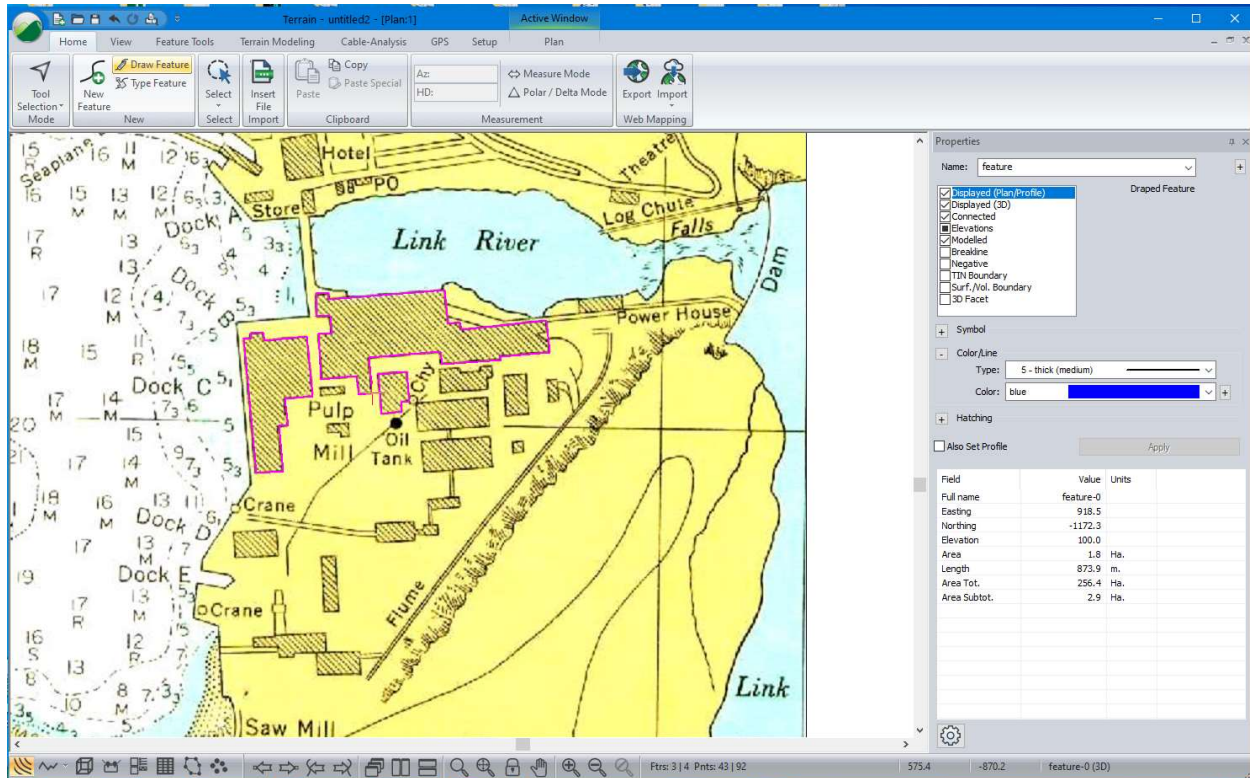 Terrain - untitled2 - [Plan:1]
Active Window
Home View Feature Tools Terrain Modeling Cable-Analysis GPS Setup Plan
Tool Selection
Mode
New Feature
Draw Feature
Type Feature
New
Select
Select
Insert File
Import
Paste
Copy
Paste Special
Clipboard
Az:
HD:
Measure Mode
Polar / Delta Mode
Measurement
Export Import
Web Mapping
Seaplane
Hotel
PO
Store
Theatre
Log Chute
Falls
Dam
Link River
Dock A
Dock B
Power House
Dock C
Chy
Pulp Mill
Oil Tank
Crane
Dock D
Dock E
Crane
Flume
Saw Mill
Link
Properties
Name: feature
Displayed (Plan/Profile)
Displayed (3D)
Connected
Elevations
Modelled
Breakline
Negative
TIN Boundary
Surf./Vol. Boundary
3D Facet
Draped Feature
Symbol
Color/Line
Type: 5 - thick (medium)
Color: blue
Hatching
Also Set Profile
Apply
Field Value Units
Full name feature-0
Easting 918.5
Northing -1172.3
Elevation 100.0
Area 1.8 Ha.
Length 873.9 m.
Area Tot. 256.4 Ha.
Area Subtot. 2.9 Ha.
Ftrs: 3 | 4 Pnts: 43 | 92
575.4 -870.2 feature-0 (3D)